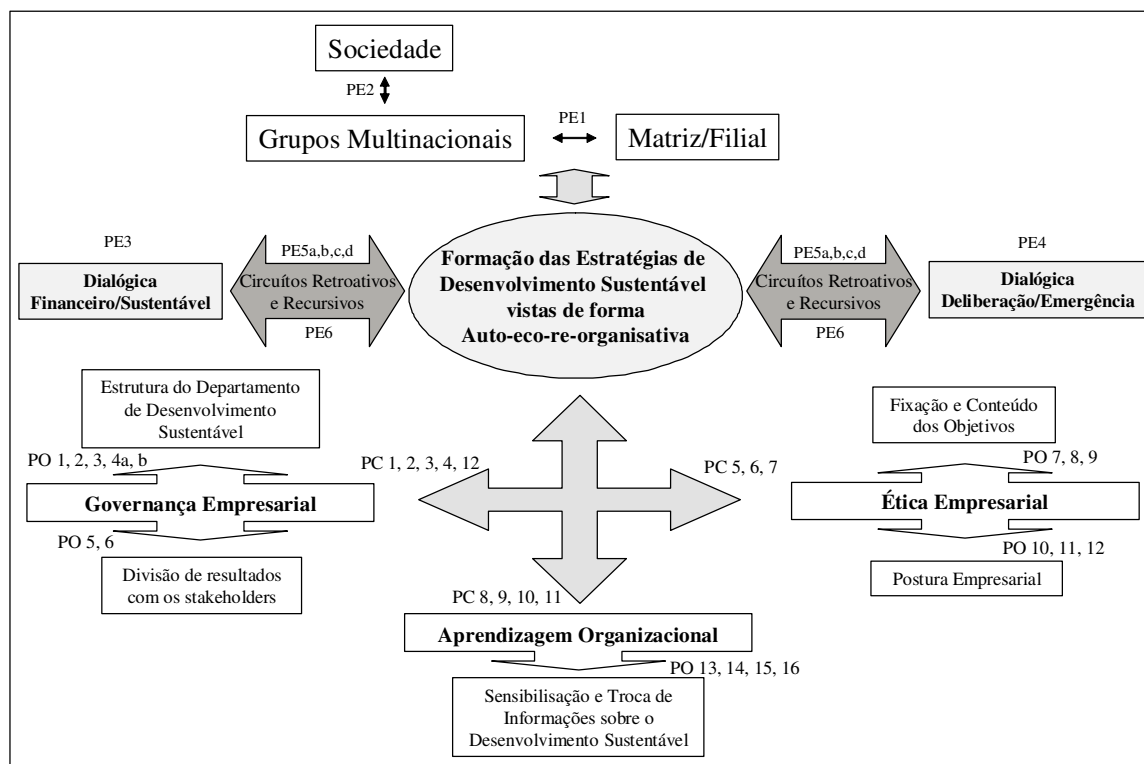 Sociedade
PE2
PE1
Grupos Multinacionais
Matriz/Filial
PE3
Dialógica
Financeiro/Sustentável
PE5a,b,c,d
Circuítos Retroativos
e Recursivos
PE6
Formação das Estratégias de
Desenvolvimento Sustentável
vistas de forma
Auto-eco-re-organisativa
PE5a,b,c,d
Circuítos Retroativos
e Recursivos
PE6
PE4
Dialógica
Deliberação/Emergência
Estrutura do Departamento
de Desenvolvimento
Sustentável
PO 1, 2, 3, 4a, b
Governança Empresarial
PO 5, 6
Divisão de resultados
com os stakeholders
PC 1, 2, 3, 4, 12
PC 5, 6, 7
Fixação e Conteúdo
dos Objetivos
PO 7, 8, 9
Ética Empresarial
PO 10, 11, 12
Postura Empresarial
PC 8, 9, 10, 11
Aprendizagem Organizacional
PO 13, 14, 15, 16
Sensibilisação e Troca de
Informações sobre o
Desenvolvimento Sustentável